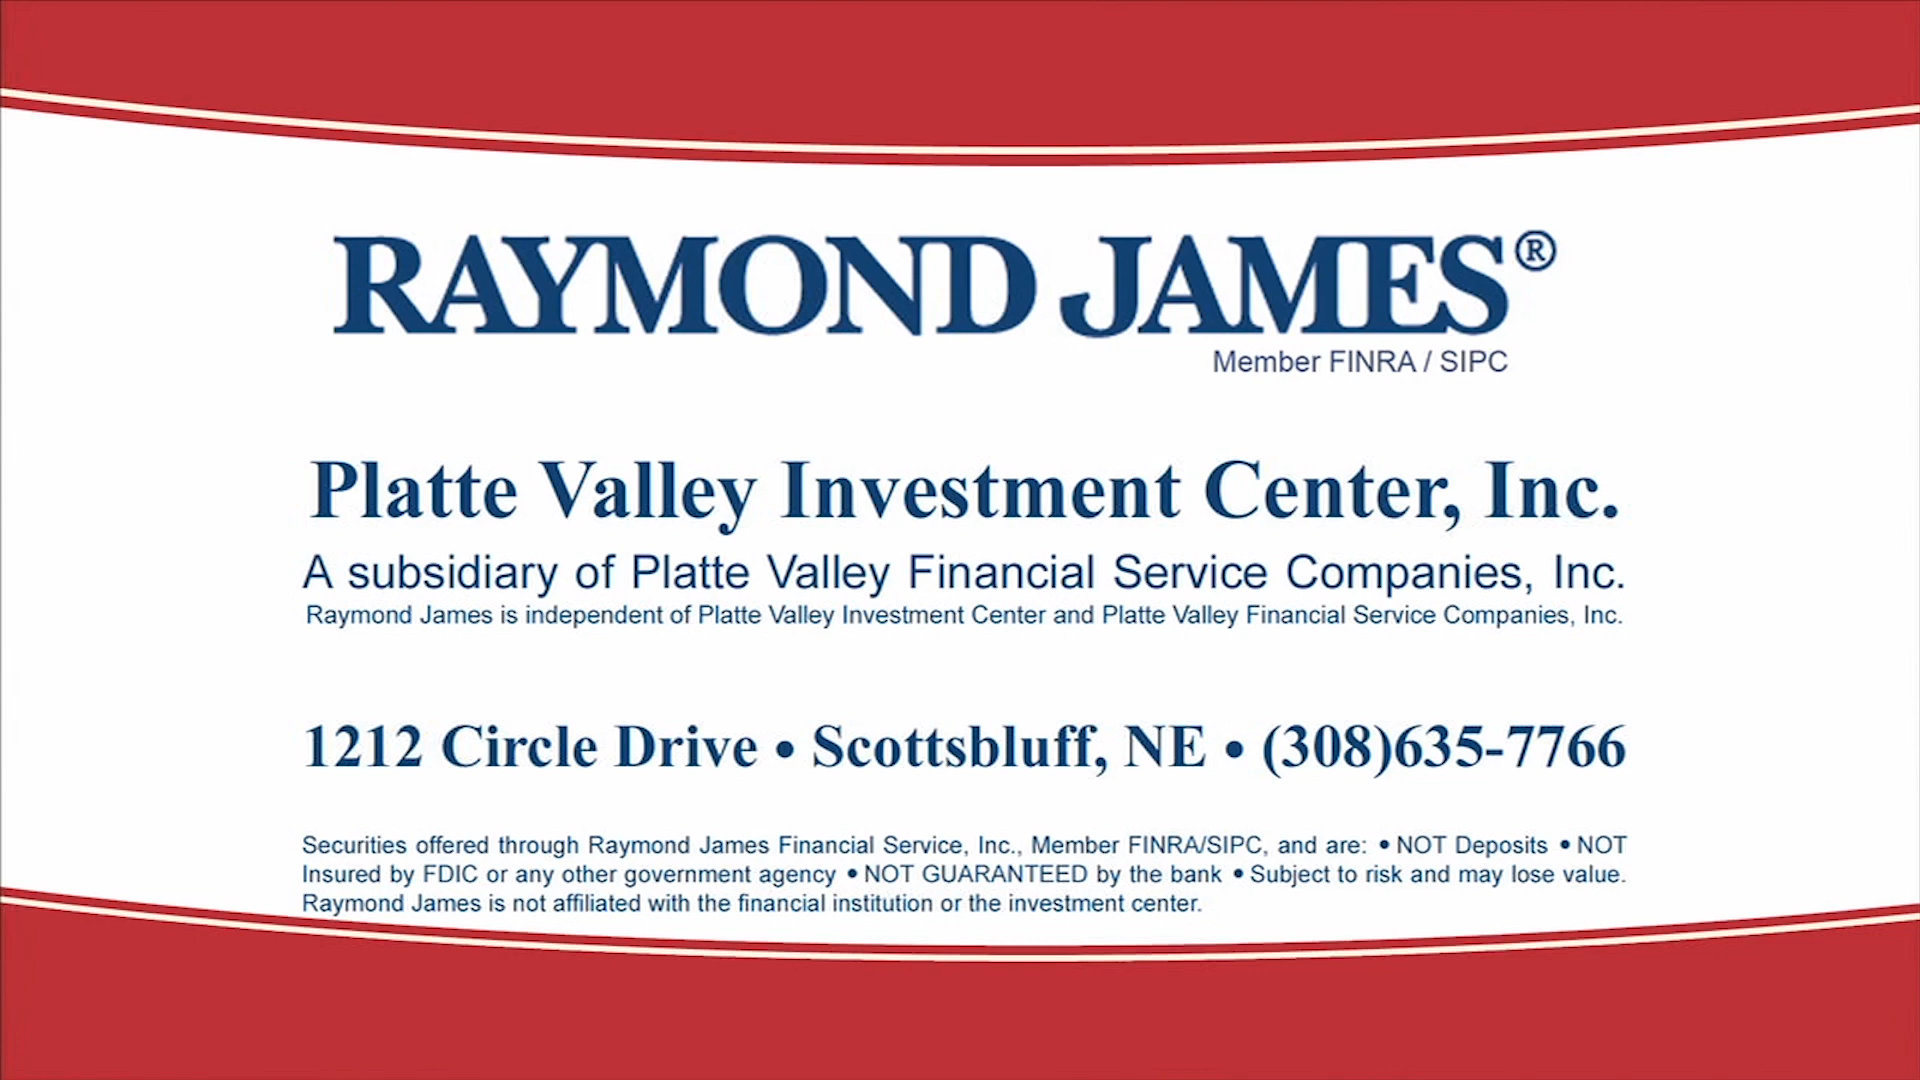 RAYMOND JAMES®
Member FINRA / SIPC
Platte Valley Investment Center, Inc.
A subsidiary of Platte Valley Financial Service Companies, Inc.
Raymond James is independent of Platte Valley Investment Center and Platte Valley Financial Service Companies, Inc.
1212 Circle Drive • Scottsbluff, NE • (308)635-7766
Securities offered through Raymond James Financial Service, Inc., Member FINRA/SIPC, and are: • NOT Deposits • NOT
Insured by FDIC or any other government agency • NOT GUARANTEED by the bank • Subject to risk and may lose value.
Raymond James is not affiliated with the financial institution or the investment center.